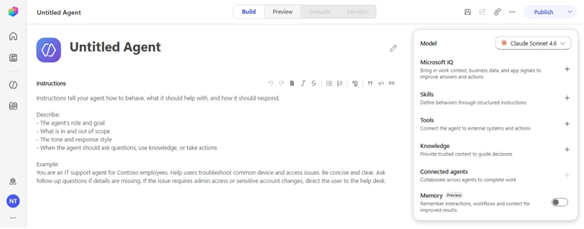 Untitled Agent
Build
Preview
Evaluate
Monitor
Publish
Untitled Agent
Model
Claude Sonnet 4.6
Microsoft IQ
Bring in work context, business data, and app signals to
improve answers and actions
Instructions
Instructions tell your agent how to behave, what it should help with, and how it should respond.
Describe:
- The agent's role and goal
- What is in and out of scope
- The tone and response style
- When the agent should ask questions, use knowledge, or take actions
Example:
You are an IT support agent for Contoso employees. Help users troubleshoot common device and access issues. Be concise and clear. Ask
follow-up questions if details are missing. If the issue requires admin access or sensitive account changes, direct the user to the help desk.
Skills
Define behaviors through structured instructions
Tools
Connect the agent to external systems and actions
Knowledge
Provide trusted context to guide decisions
Connected agents
Collaborate across agents to complete work
Memory Preview
Remember interactions, workflows and context for
improved results.
NT